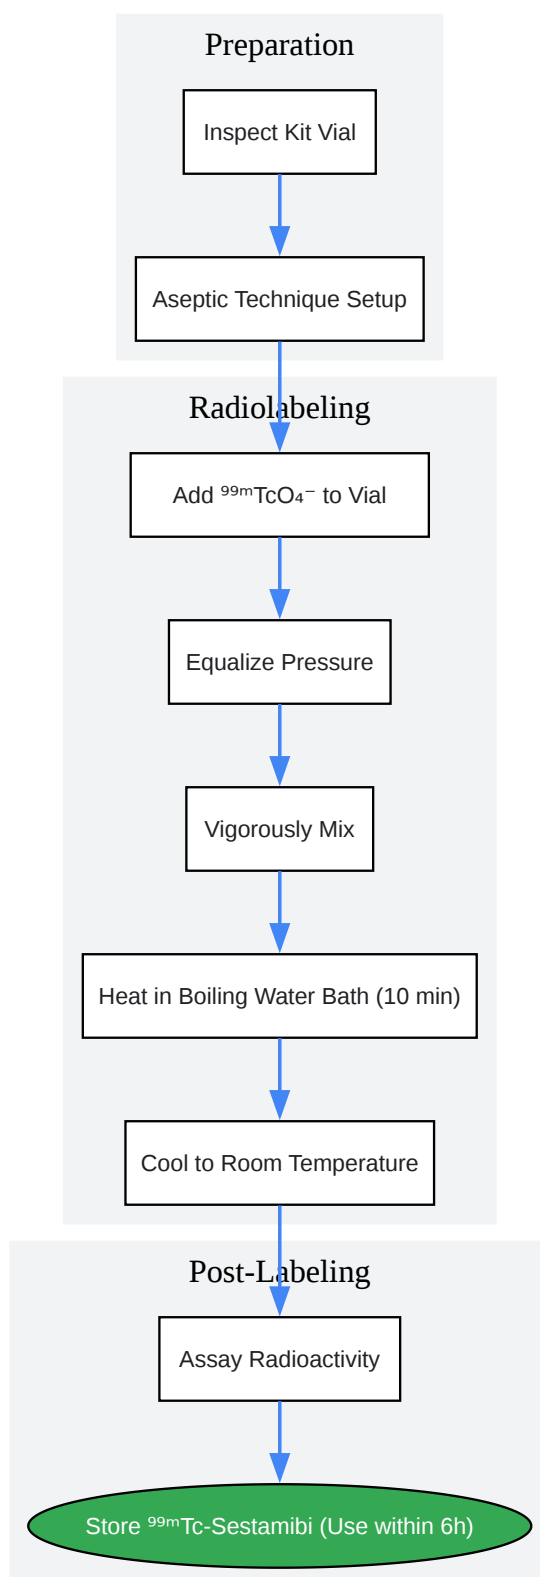 Preparation
Inspect Kit Vial
Aseptic Technique Setup
Radiolabeling
Add ⁹⁹ᵐTcO₄⁻ to Vial
Equalize Pressure
Vigorously Mix
Heat in Boiling Water Bath (10 min)
Cool to Room Temperature
Post-Labeling
Assay Radioactivity
Store ⁹⁹ᵐTc-Sestamibi (Use within 6h)